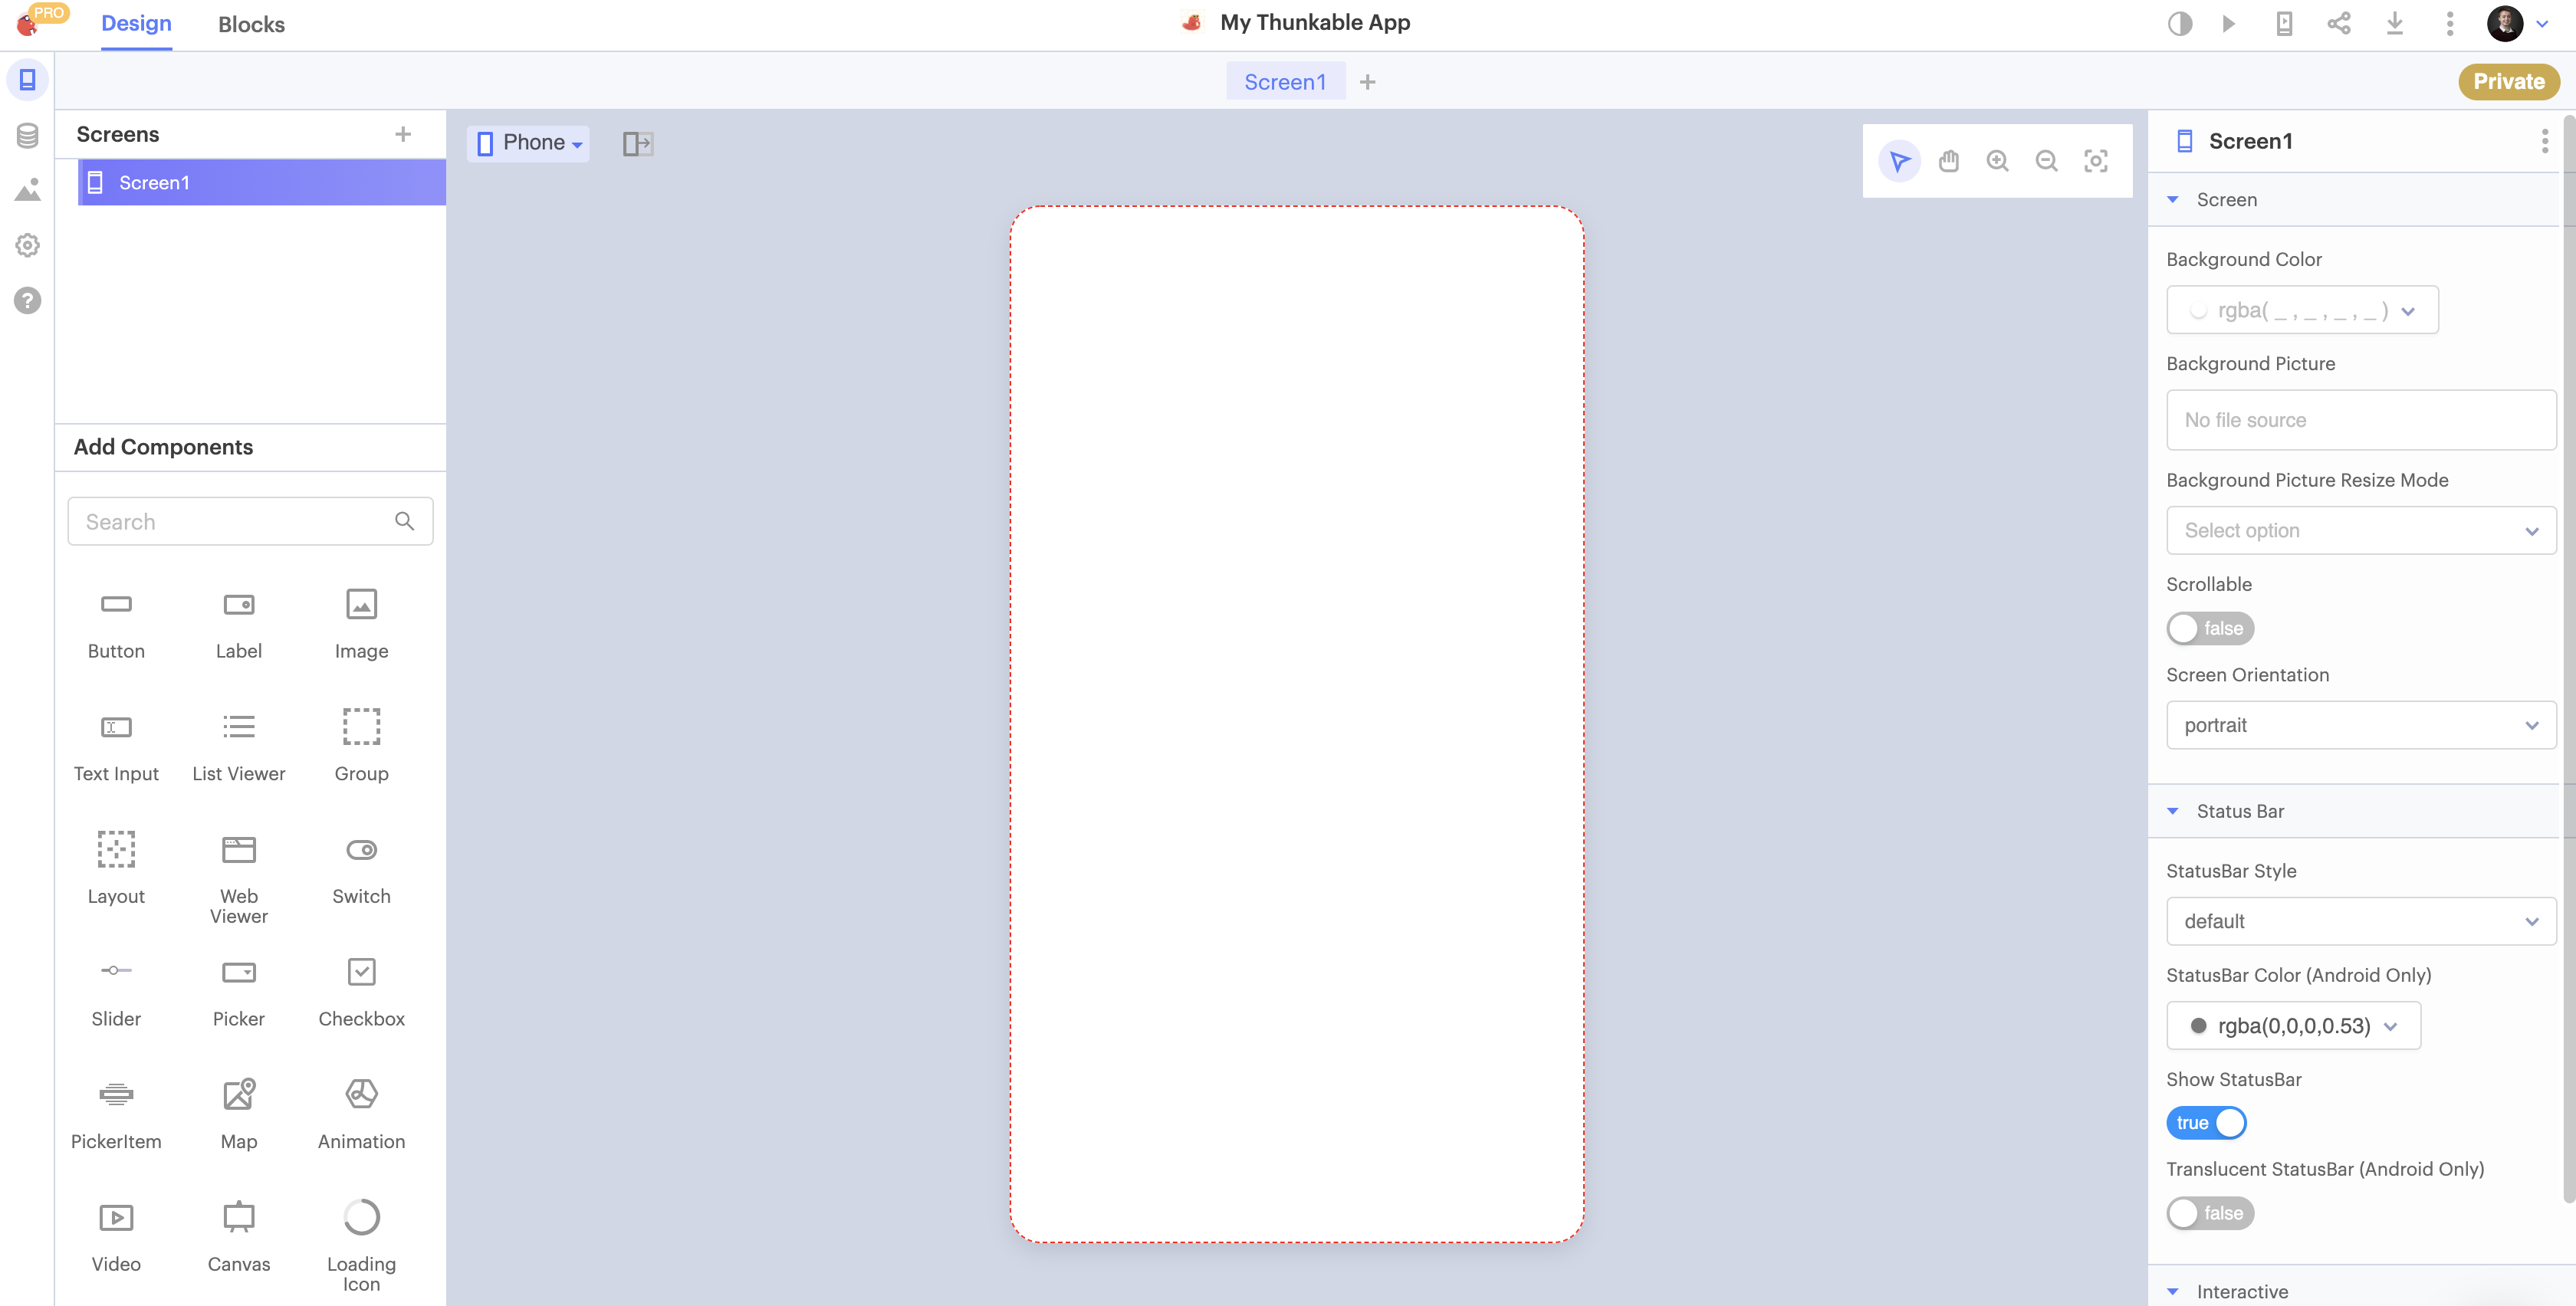 PRO
Design
Blocks
My Thunkable App
Screen1
Private
Screens
Screen1
Add Components
Search
Button
Label
Image
Text Input
List Viewer
Group
Layout
Web
Viewer
Switch
Slider
Picker
Checkbox
PickerItem
Map
Animation
Video
Canvas
Loading
Icon
Phone
Screen1
Screen
Background Color
rgba( _ , _ , _ , _ )
Background Picture
No file source
Background Picture Resize Mode
Select option
Scrollable
false
Screen Orientation
portrait
Status Bar
StatusBar Style
default
StatusBar Color (Android Only)
rgba(0,0,0,0.53)
Show StatusBar
true
Translucent StatusBar (Android Only)
false
Interactive